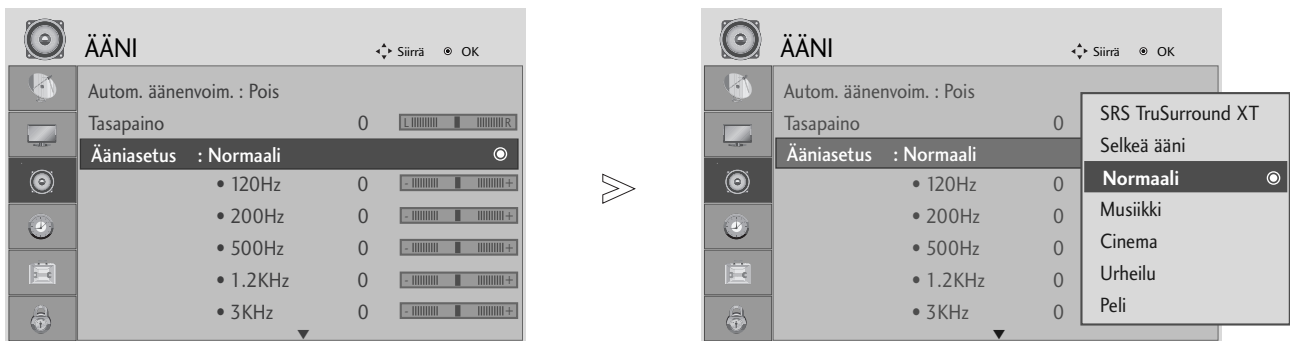 ÄÄNI
Siirrä OK
Autom. äänenvoim. : Pois
Tasapaino 0 L R
Ääniasetus : Normaali
• 120Hz 0 - +
• 200Hz 0 - +
• 500Hz 0 - +
• 1.2KHz 0 - +
• 3KHz 0 - +
ÄÄNI
Siirrä OK
Autom. äänenvoim. : Pois
Tasapaino 0
Ääniasetus : Normaali
• 120Hz 0
• 200Hz 0
• 500Hz 0
• 1.2KHz 0
• 3KHz 0
SRS TruSurround XT
Selkeä ääni
Normaali
Musiikki
Cinema
Urheilu
Peli